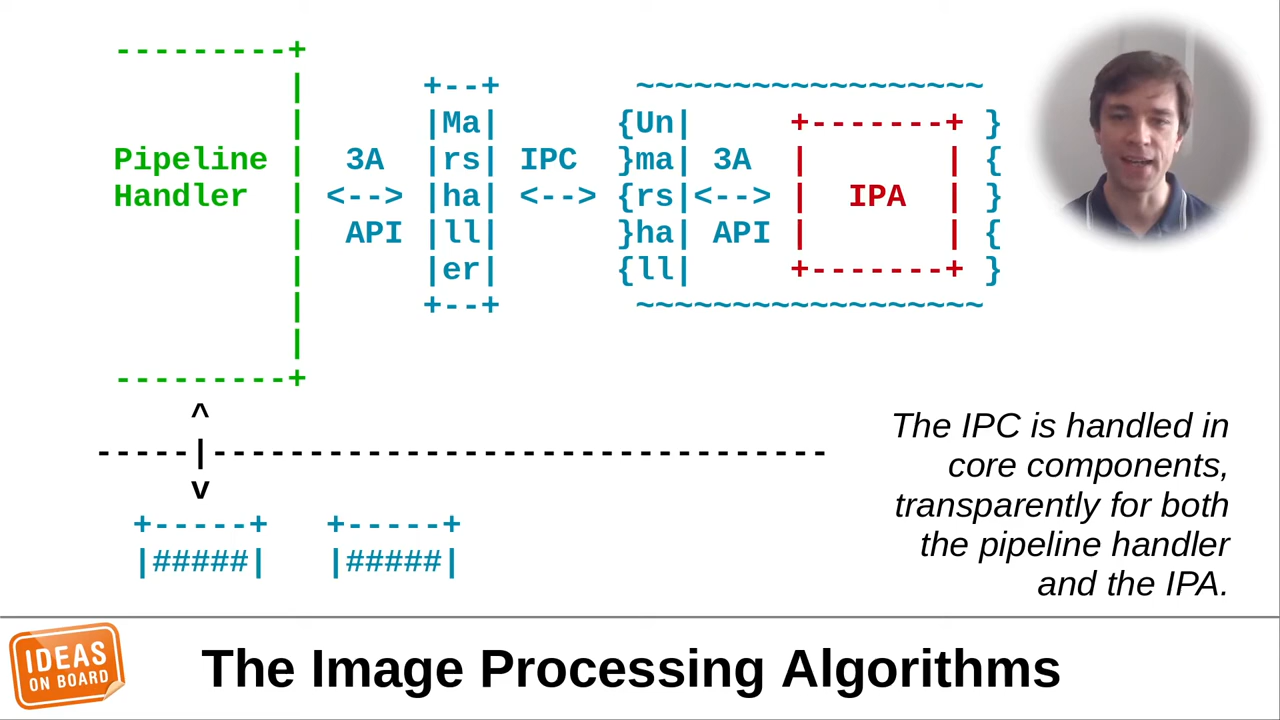 ---------+
| +--+ ~~~~~~~~~~~~~~~~~~
| |Ma| {Un| +-------+ }
Pipeline | 3A |rs| IPC }ma| 3A | | {
Handler | <--> |ha| <--> {rs|<--> | IPA | }
| API |ll| }ha| API | | {
| |er| {ll| +-------+ }
| +--+ ~~~~~~~~~~~~~~~~~~
|
---------+
^
-----|--------------------------------
v
+-----+ +-----+
|#####| |#####|
The IPC is handled in
core components,
transparently for both
the pipeline handler
and the IPA.
IDEAS
ON BOARD
The Image Processing Algorithms